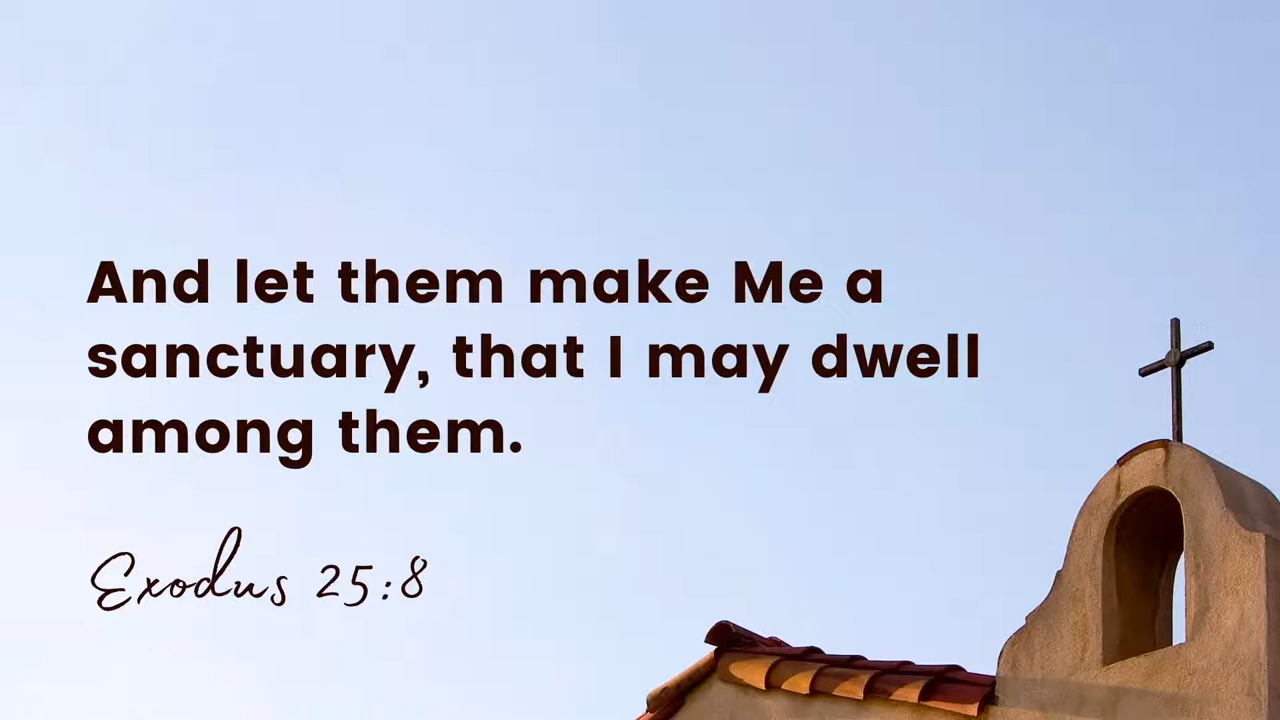 And let them make Me a
sanctuary, that I may dwell
among them.
Exodus 25:8